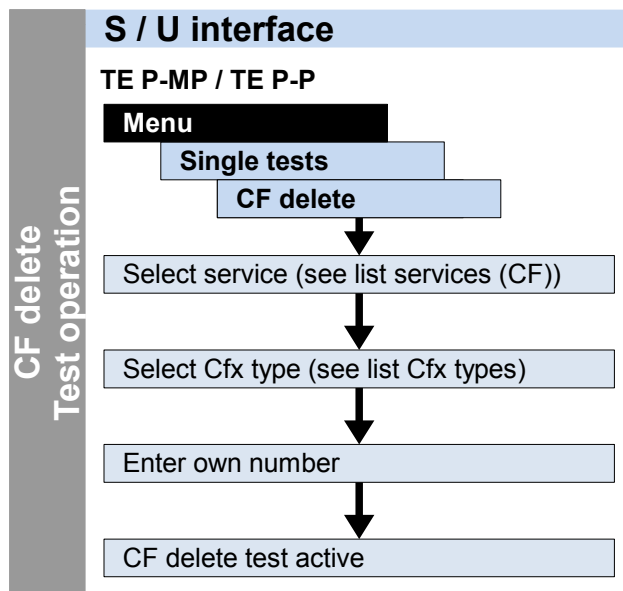 S / U interface
TE P-MP / TE P-P
Menu
Single tests
CF delete
Select service (see list services (CF))
Select Cfx type (see list Cfx types)
Enter own number
CF delete test active
CF delete
Test operation